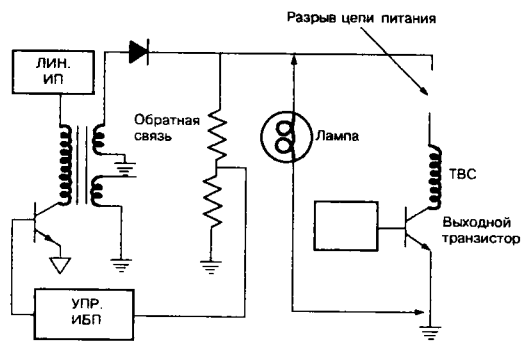 Разрыв цепи питания
ЛИН.
ИП
Обратная
связь
Лампа
ТВС
Выходной
транзистор
УПР.
ИБП